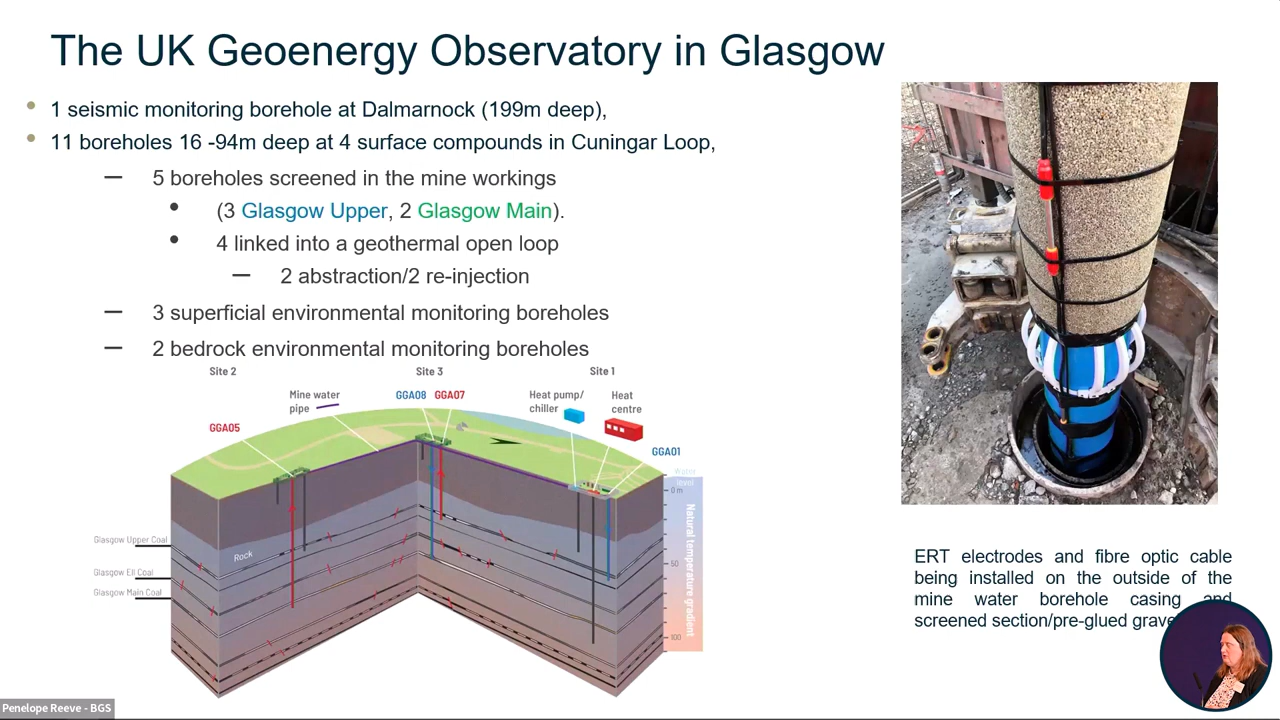 The UK Geoenergy Observatory in Glasgow
1 seismic monitoring borehole at Dalmarnock (199m deep),
11 boreholes 16 -94m deep at 4 surface compounds in Cuningar Loop,
5 boreholes screened in the mine workings
(3 Glasgow Upper, 2 Glasgow Main).
4 linked into a geothermal open loop
2 abstraction/2 re-injection
3 superficial environmental monitoring boreholes
2 bedrock environmental monitoring boreholes
Site 2
Site 3
Site 1
Mine water
pipe
GGA08
GGA07
Heat pump/
chiller
Heat
centre
GGA05
GGA01
Water
level
0 m
Glasgow Upper Coal
Rock
Glasgow Ell Coal
50
Glasgow Main Coal
100
Natural temperature gradient
ERT electrodes and fibre optic cable
being installed on the outside of the
mine water borehole casing and
screened section/pre-glued grave
Penelope Reeve - BGS